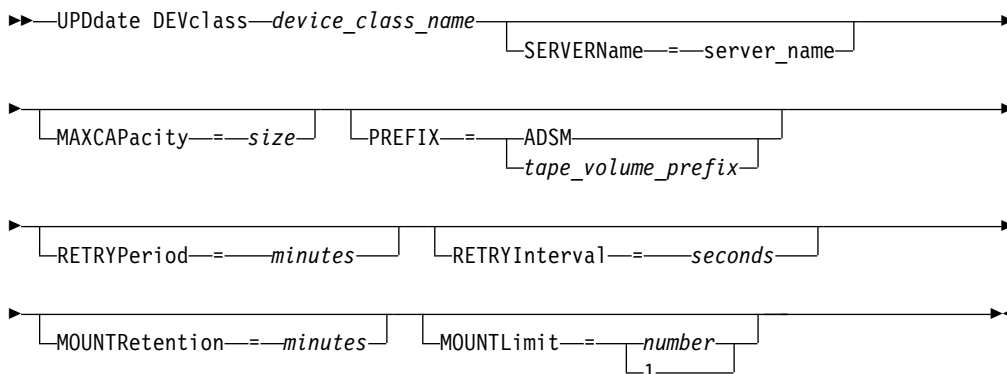 UPDdate DEVclass device_class_name
SERVERName = server_name
MAXCAPacity = size PREFIX = ADSM
tape_volume_prefix
RETRYPeriod = minutes RETRYInterval = seconds
MOUNTRetention = minutes MOUNTLimit = number
1